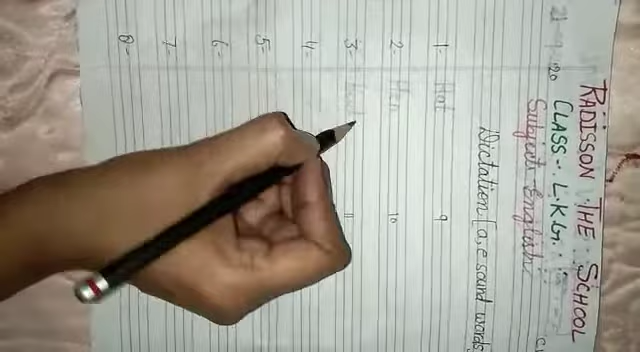 RADISSON THE SCHOOL
CLASS-: L.K.G.
Subject-English
Dictation [a,e sound words
1- Hat 9
2- Hen 10
3- 11
4-
5-
6-
7-
8-